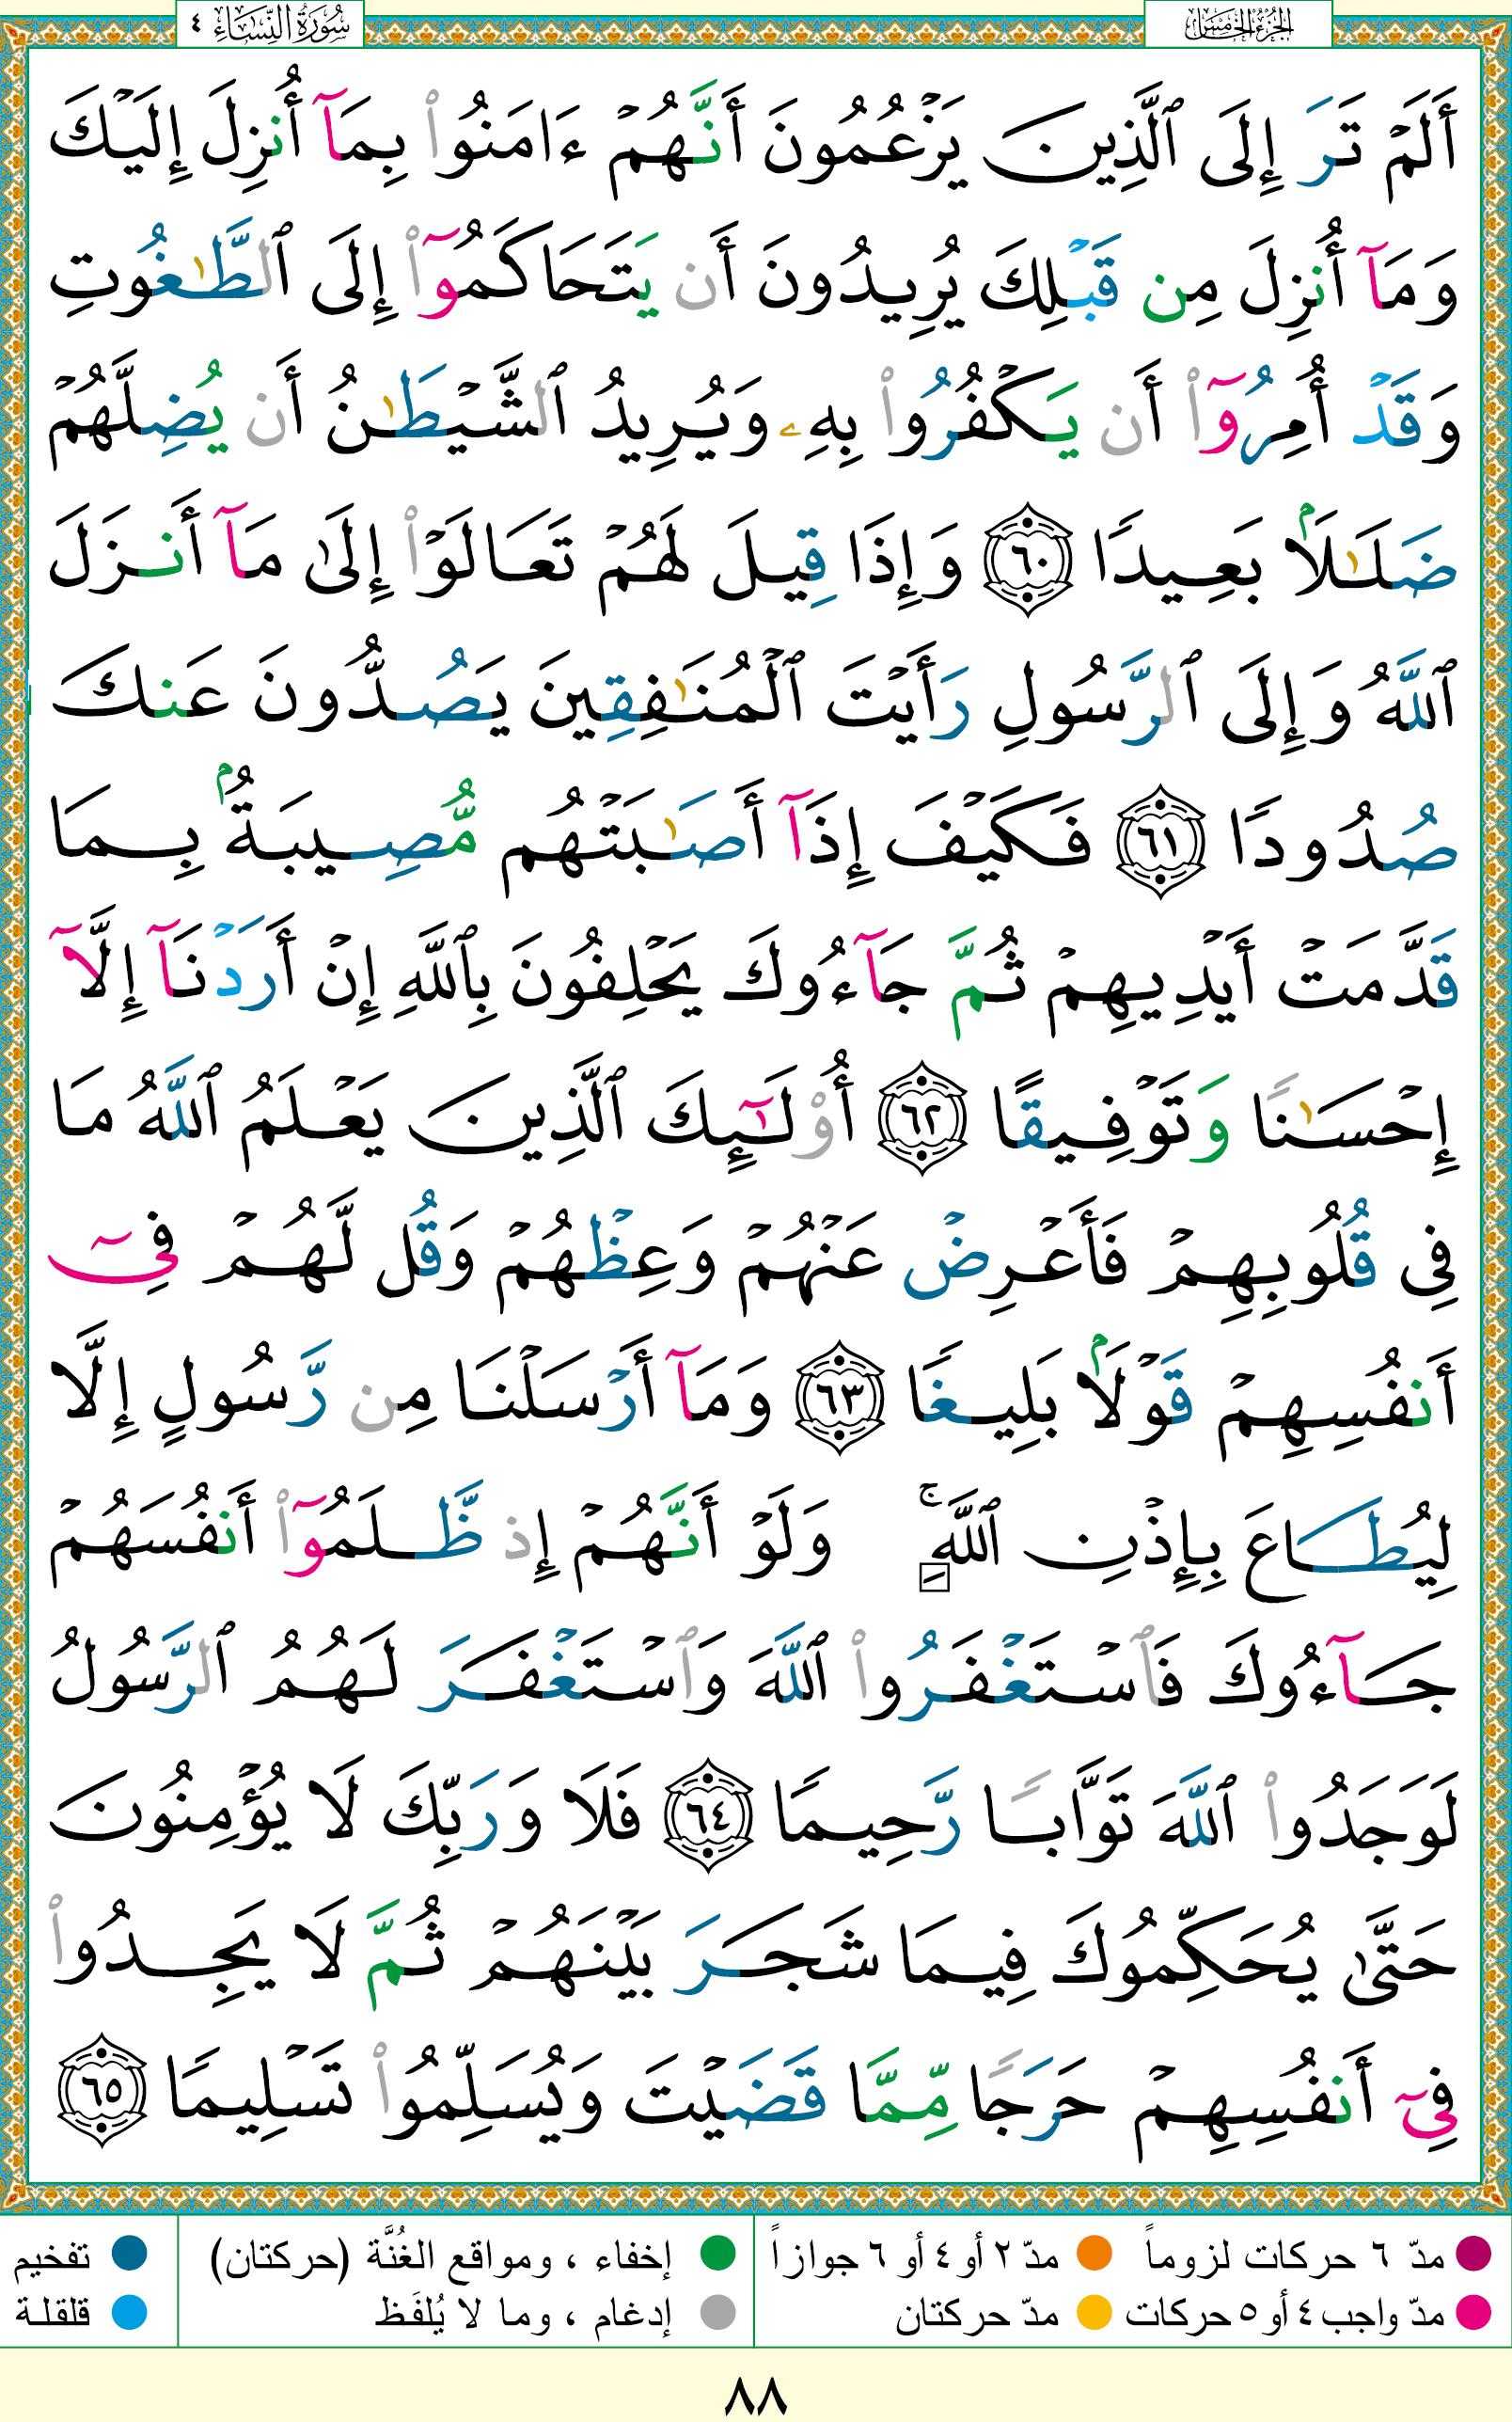 الجزء الخامس
سورة النساء ٤
أَلَمۡ تَرَ إِلَى ٱلَّذِينَ يَزۡعُمُونَ أَنَّهُمۡ ءَامَنُواْ بِمَآ أُنزِلَ إِلَيۡكَ
وَمَآ أُنزِلَ مِن قَبۡلِكَ يُرِيدُونَ أَن يَتَحَاكَمُوٓاْ إِلَى ٱلطَّـٰغُوتِ
وَقَدۡ أُمِرُوٓاْ أَن يَكۡفُرُواْ بِهِۦ وَيُرِيدُ ٱلشَّيۡطَـٰنُ أَن يُضِلَّهُمۡ
ضَلَـٰلَۢا بَعِيدٗا ٦٠ وَإِذَا قِيلَ لَهُمۡ تَعَالَوۡاْ إِلَىٰ مَآ أَنزَلَ
ٱللَّهُ وَإِلَى ٱلرَّسُولِ رَأَيۡتَ ٱلۡمُنَـٰفِقِينَ يَصُدُّونَ عَنكَ
صُدُودٗا ٦١ فَكَيۡفَ إِذَآ أَصَـٰبَتۡهُم مُّصِيبَةُۢ بِمَا
قَدَّمَتۡ أَيۡدِيهِمۡ ثُمَّ جَآءُوكَ يَحۡلِفُونَ بِٱللَّهِ إِنۡ أَرَدۡنَآ إِلَّآ
إِحۡسَـٰنٗا وَتَوۡفِيقًا ٦٢ أُوْلَـٰٓئِكَ ٱلَّذِينَ يَعۡلَمُ ٱللَّهُ مَا
فِي قُلُوبِهِمۡ فَأَعۡرِضۡ عَنۡهُمۡ وَعِظۡهُمۡ وَقُل لَّهُمۡ فِيٓ
أَنفُسِهِمۡ قَوۡلَۢا بَلِيغٗا ٦٣ وَمَآ أَرۡسَلۡنَا مِن رَّسُولٍ إِلَّا
لِيُطَاعَ بِإِذۡنِ ٱللَّهِۚ وَلَوۡ أَنَّهُمۡ إِذ ظَّلَمُوٓاْ أَنفُسَهُمۡ
جَآءُوكَ فَٱسۡتَغۡفَرُواْ ٱللَّهَ وَٱسۡتَغۡفَرَ لَهُمُ ٱلرَّسُولُ
لَوَجَدُواْ ٱللَّهَ تَوَّابٗا رَّحِيمٗا ٦٤ فَلَا وَرَبِّكَ لَا يُؤۡمِنُونَ
حَتَّىٰ يُحَكِّمُوكَ فِيمَا شَجَرَ بَيۡنَهُمۡ ثُمَّ لَا يَجِدُواْ
فِيٓ أَنفُسِهِمۡ حَرَجٗا مِّمَّا قَضَيۡتَ وَيُسَلِّمُواْ تَسۡلِيمٗا ٦٥
مدّ ٦ حركات لزوماً مدّ ٢ أو ٤ أو ٦ جوازاً إخفاء ، ومواقع الغُنَّة (حركتان) تفخيم
مدّ واجب ٤ أو ٥ حركات مدّ حركتان إدغام ، وما لا يُلفَظ قلقلة
٨٨